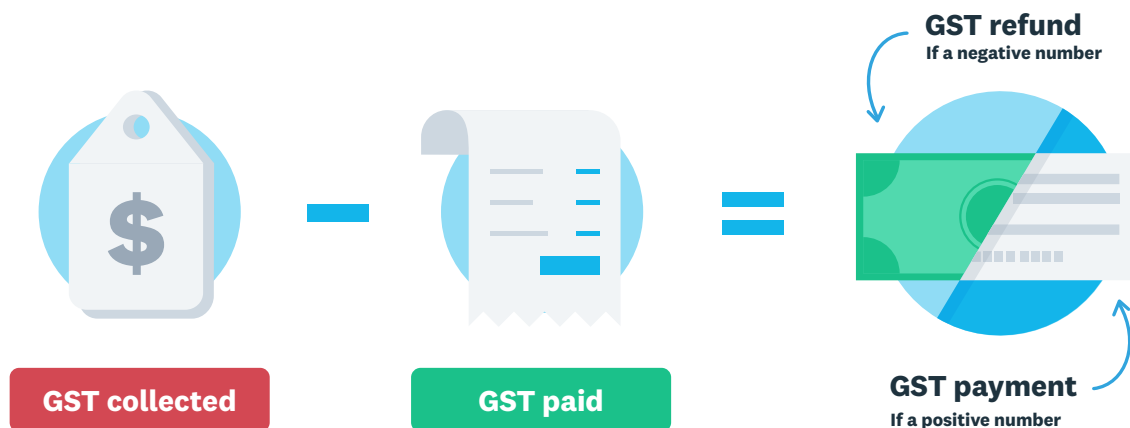 GST refund
If a negative number
$
GST collected
GST paid
GST payment
If a positive number